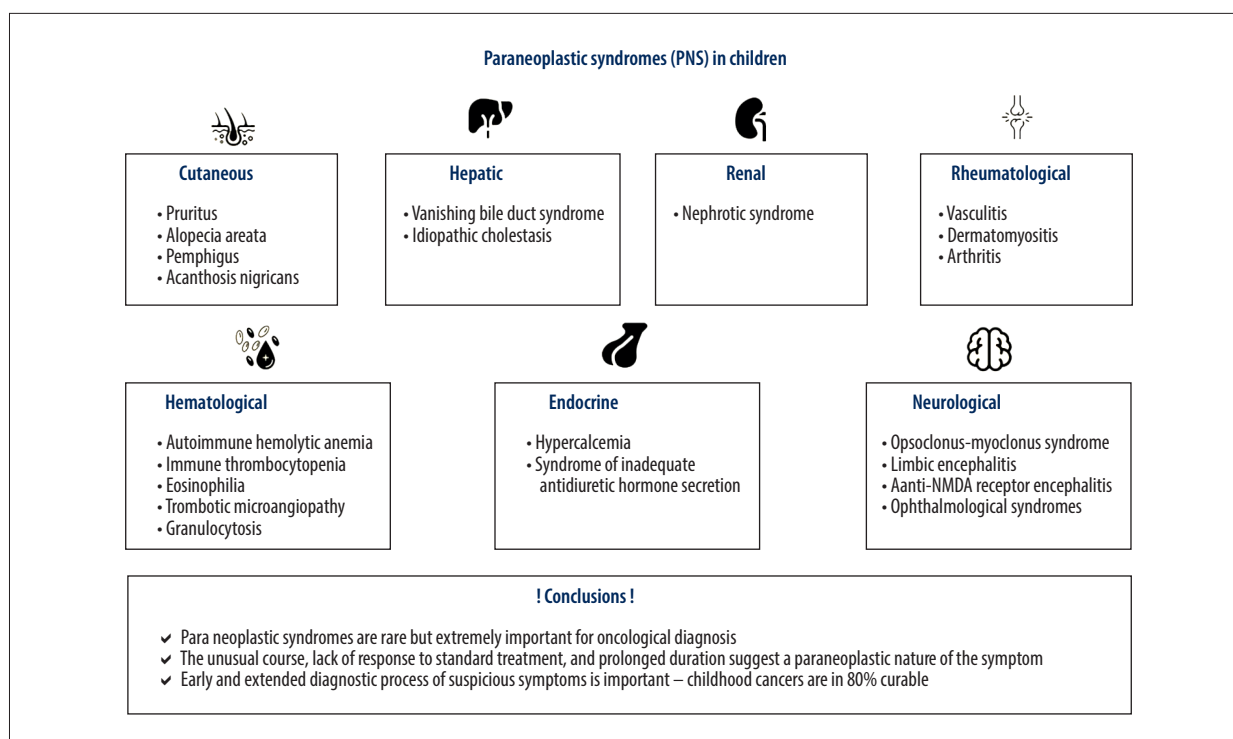 Paraneoplastic syndromes (PNS) in children
Cutaneous
• Pruritus
• Alopecia areata
• Pemphigus
• Acanthosis nigricans
Hepatic
• Vanishing bile duct syndrome
• Idiopathic cholestasis
Renal
• Nephrotic syndrome
Rheumatological
• Vasculitis
• Dermatomyositis
• Arthritis
Hematological
• Autoimmune hemolytic anemia
• Immune thrombocytopenia
• Eosinophilia
• Trombotic microangiopathy
• Granulocytosis
Endocrine
• Hypercalcemia
• Syndrome of inadequate
antidiuretic hormone secretion
Neurological
• Opsoclonus-myoclonus syndrome
• Limbic encephalitis
• Aanti-NMDA receptor encephalitis
• Ophthalmological syndromes
! Conclusions !
✔ Para neoplastic syndromes are rare but extremely important for oncological diagnosis
✔ The unusual course, lack of response to standard treatment, and prolonged duration suggest a paraneoplastic nature of the symptom
✔ Early and extended diagnostic process of suspicious symptoms is important – childhood cancers are in 80% curable